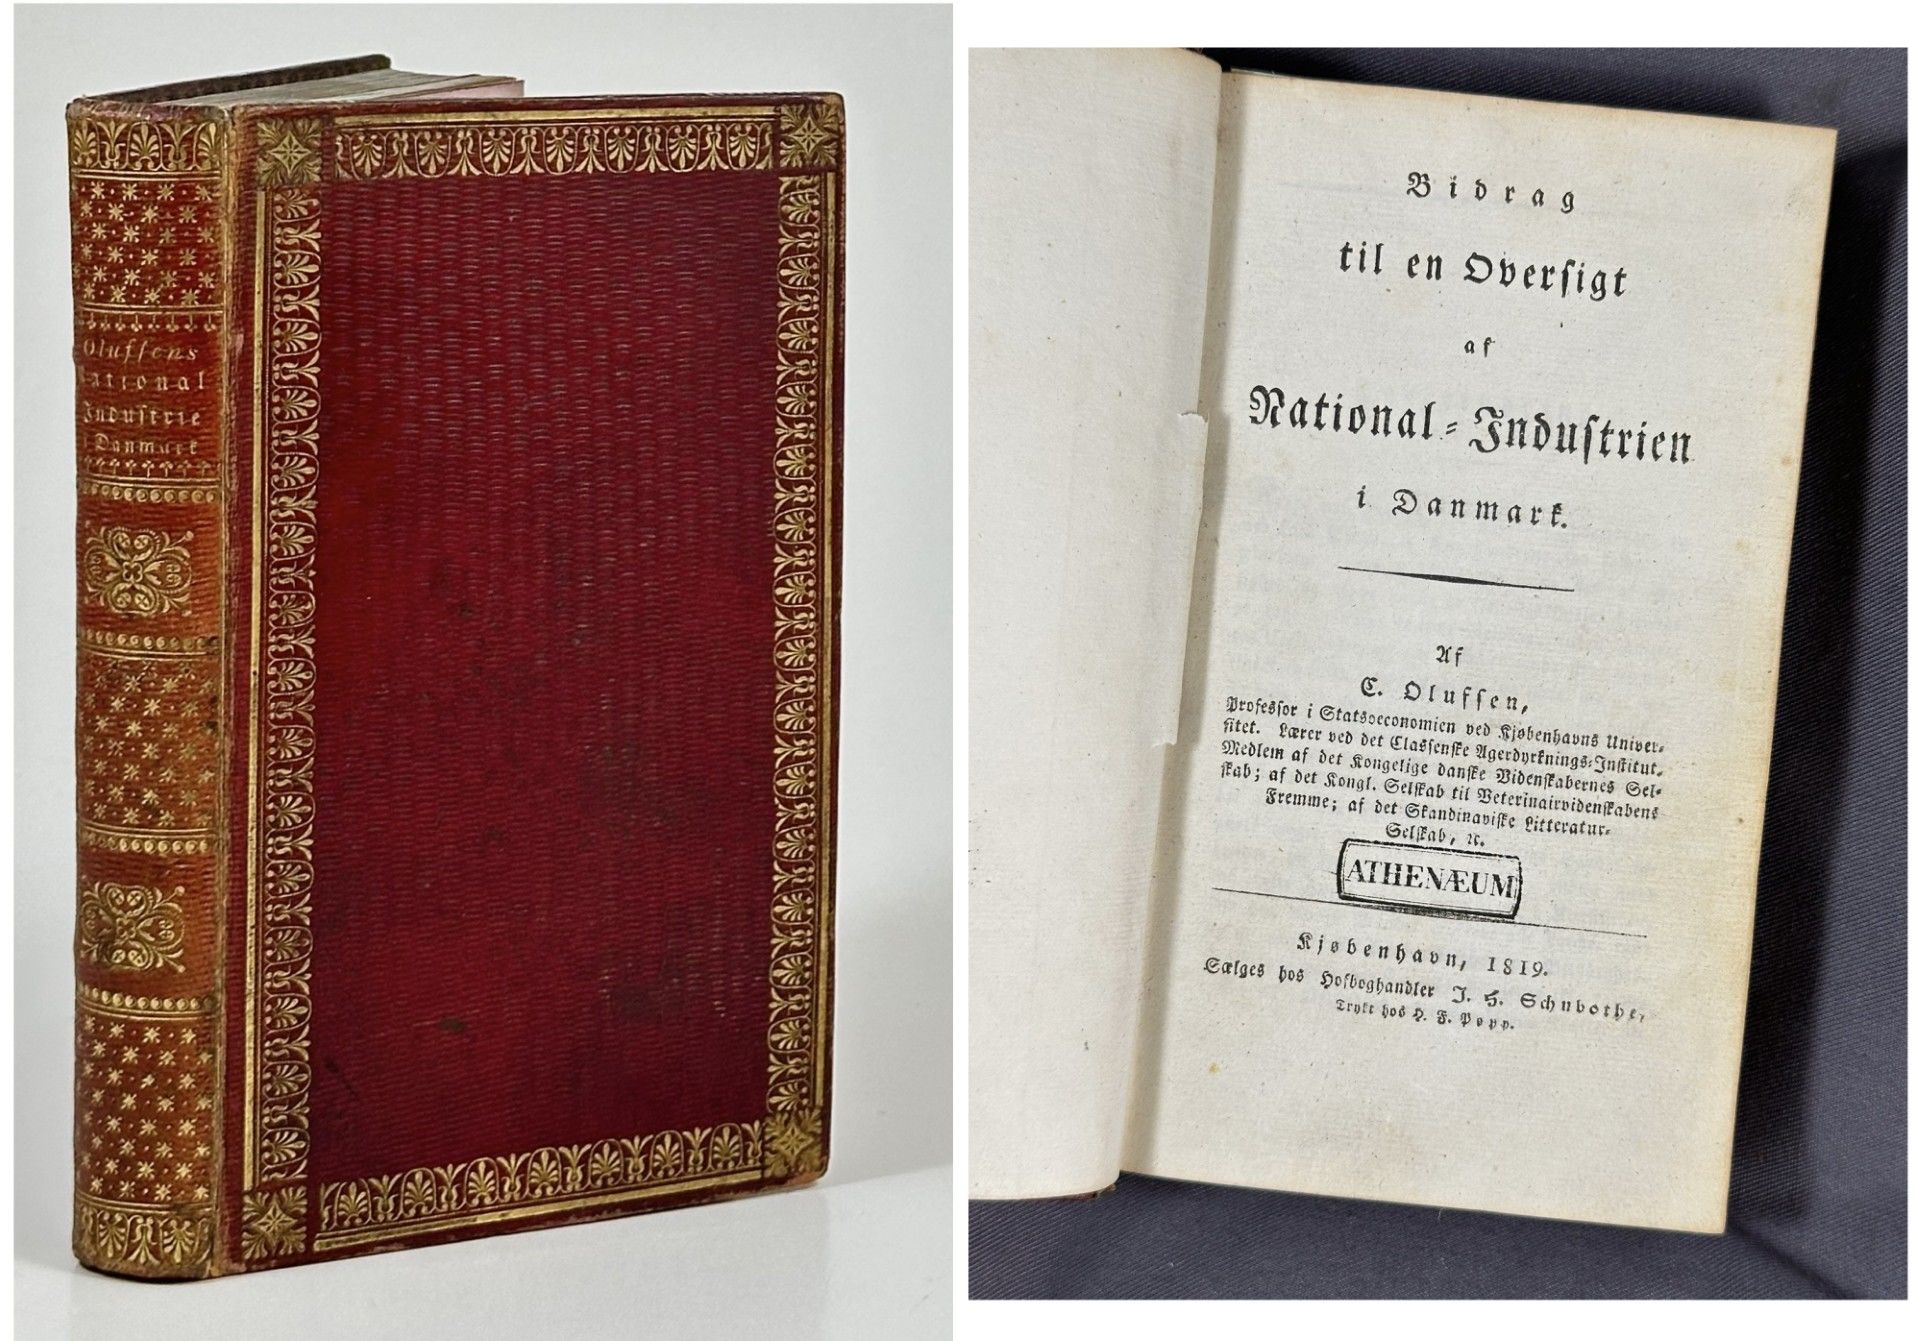 Oluffens
National
Industrie
i Danmark
Bidrag
til en Overſigt
af
National-Induſtrien
i Danmark.
Af
C. Olufſen,
Profeſſor i Statsoeconomien ved Kjøbenhavns Univer-
ſitet. Lærer ved det Claſſenſke Agerdyrknings-Inſtitut.
Medlem af det Kongelige danſke Videnſkabernes Sel-
ſkab; af det Kongl. Selſkab til Veterinairvidenſkabens
Fremme; af det Skandinaviſke Litteratur-
Selſkab, ꝛc.
ATHENÆUM
Kjøbenhavn, 1819.
Sælges hos Hofboghandler J. H. Schubothe,
Trykt hos H. F. Popp.